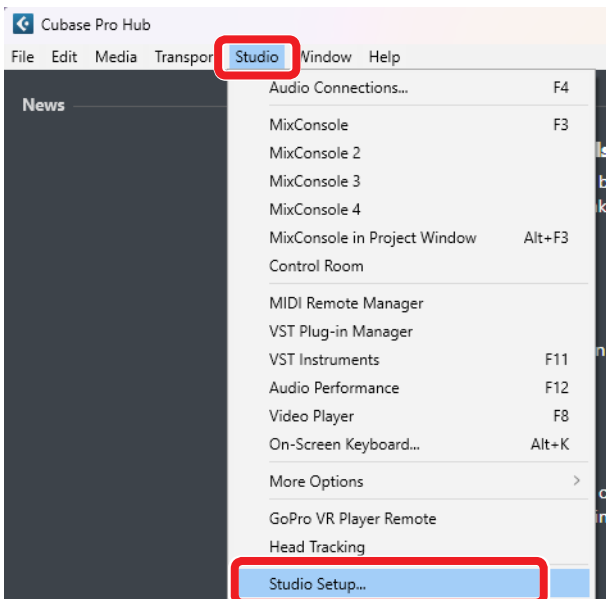 Cubase Pro Hub
File Edit Media Transpor Studio Window Help
News
Audio Connections... F4
MixConsole F3
MixConsole 2
MixConsole 3
MixConsole 4
MixConsole in Project Window Alt+F3
Control Room
MIDI Remote Manager
VST Plug-in Manager
VST Instruments F11
Audio Performance F12
Video Player F8
On-Screen Keyboard... Alt+K
More Options >
GoPro VR Player Remote
Head Tracking
Studio Setup...